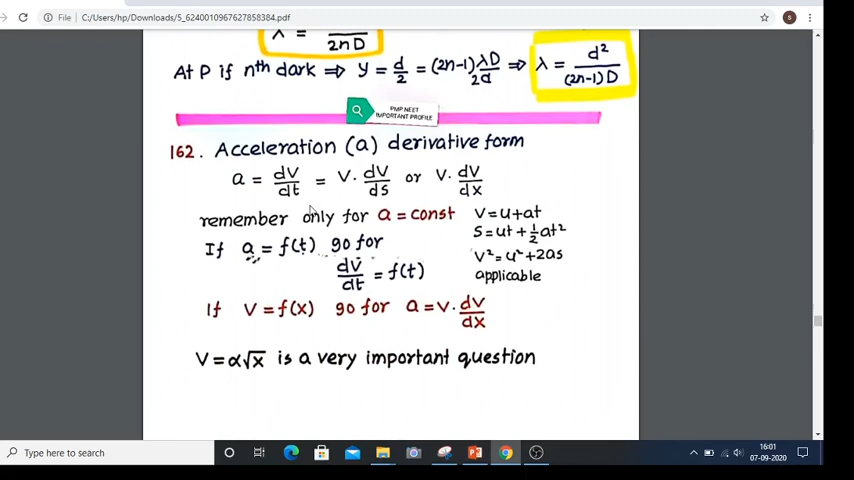 File C:/Users/hp/Downloads/5_6240010967627858384.pdf
λ =
2nD
At P if nth dark ⇒ y = d/2 = (2n-1) λD/2d ⇒ λ = d²/(2n-1)D
PMP NEET
IMPORTANT PROFILE
162. Acceleration (a) derivative form
a = dV/dt = V · dV/ds or V · dV/dx
remember only for a = const V = u+at
S = ut + ½at²
If a = f(t) go for
V² = u² + 2as
dV/dt = f(t) applicable
If V = f(x) go for a = V · dV/dx
V = α√x is a very important question
Type here to search
16:01
07-09-2020